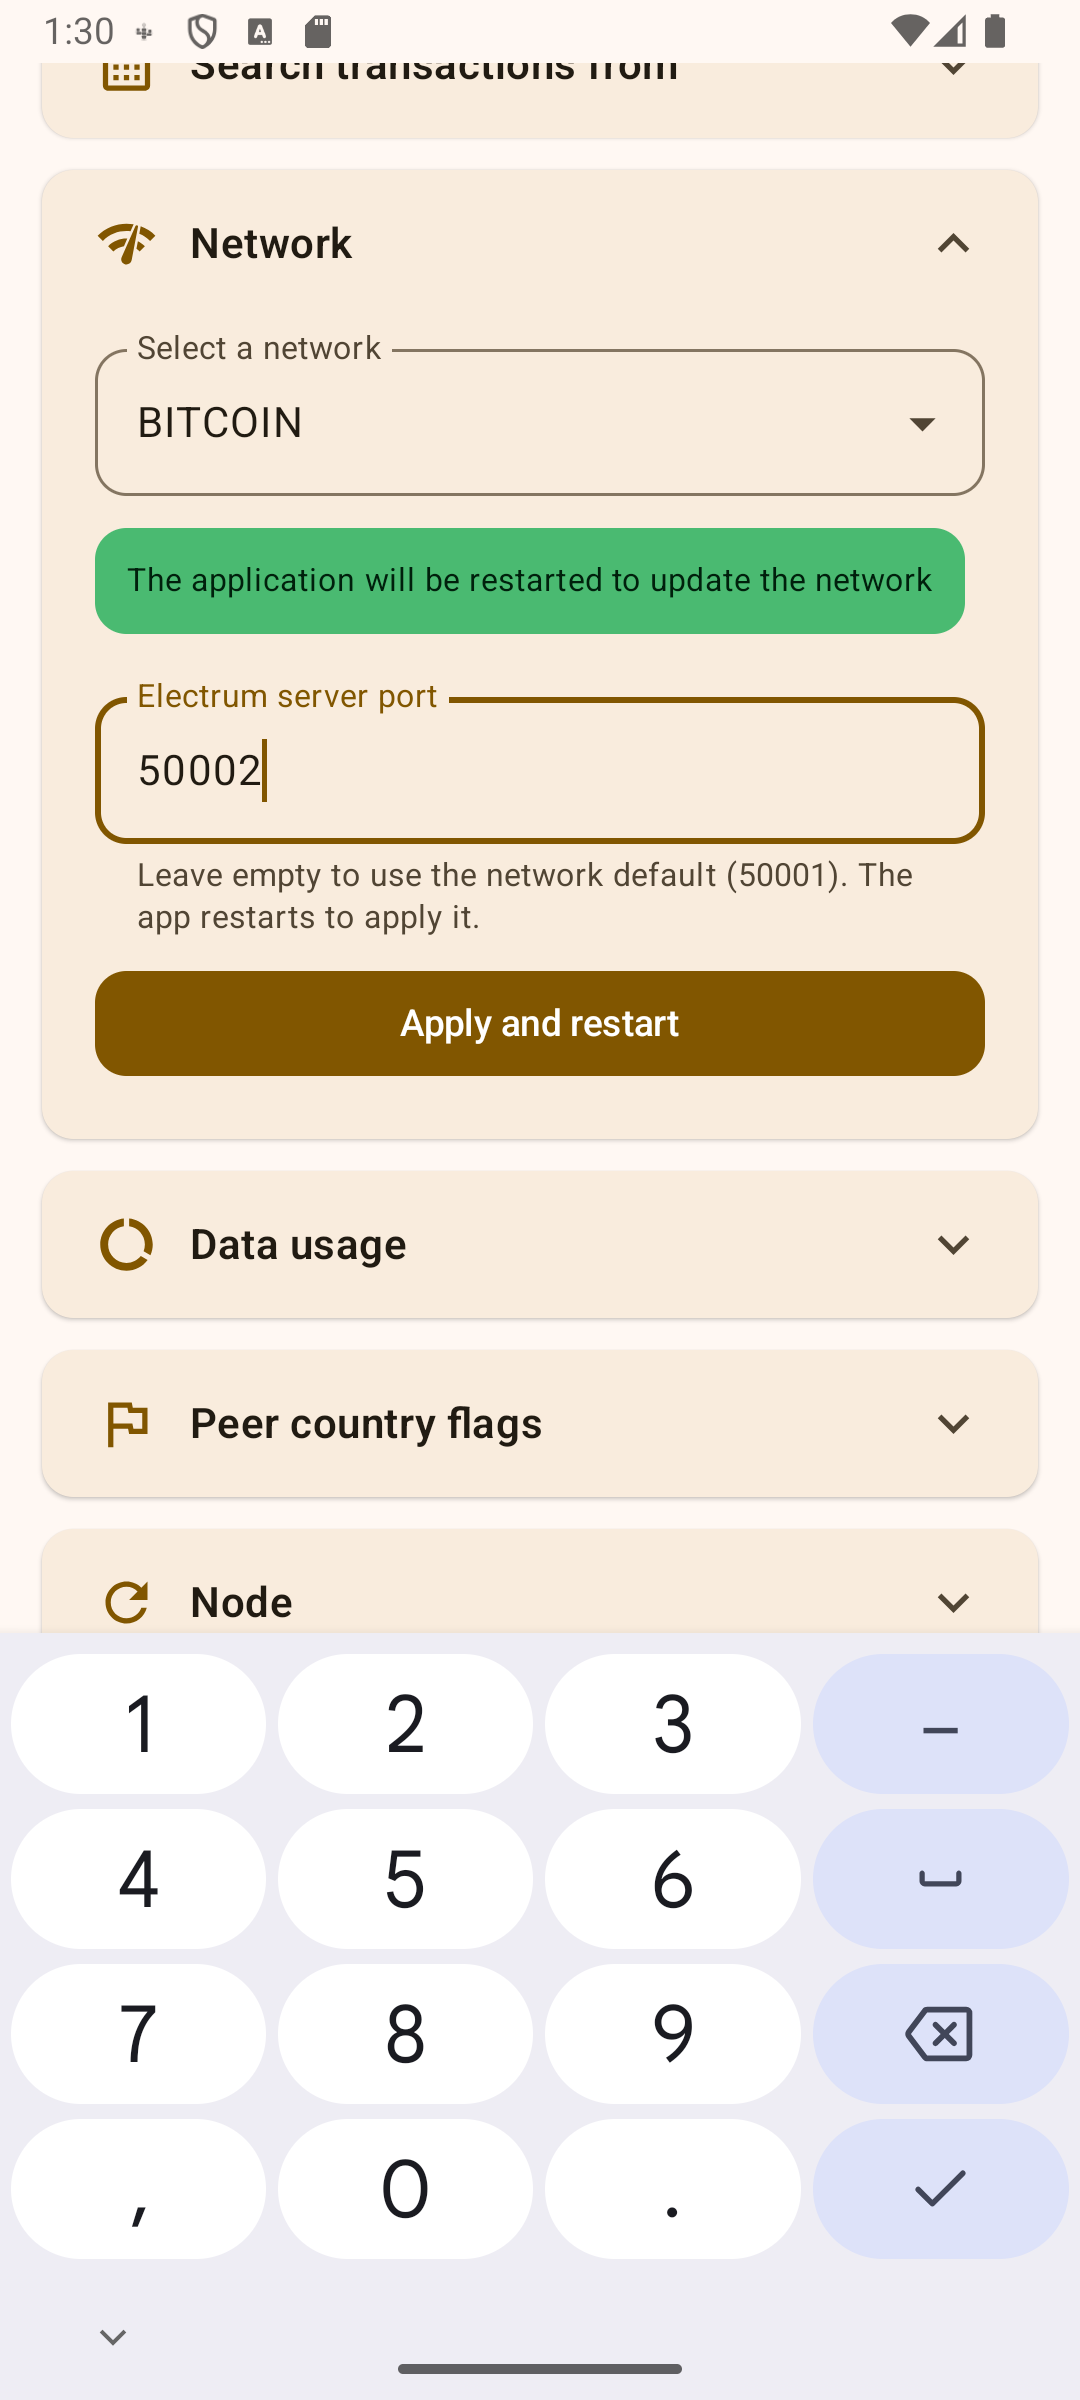 1:30
Search transactions from
Network
Select a network
BITCOIN
The application will be restarted to update the network
Electrum server port
50002
Leave empty to use the network default (50001). The
app restarts to apply it.
Apply and restart
Data usage
Peer country flags
Node
1 2 3 –
4 5 6
7 8 9
, 0 .